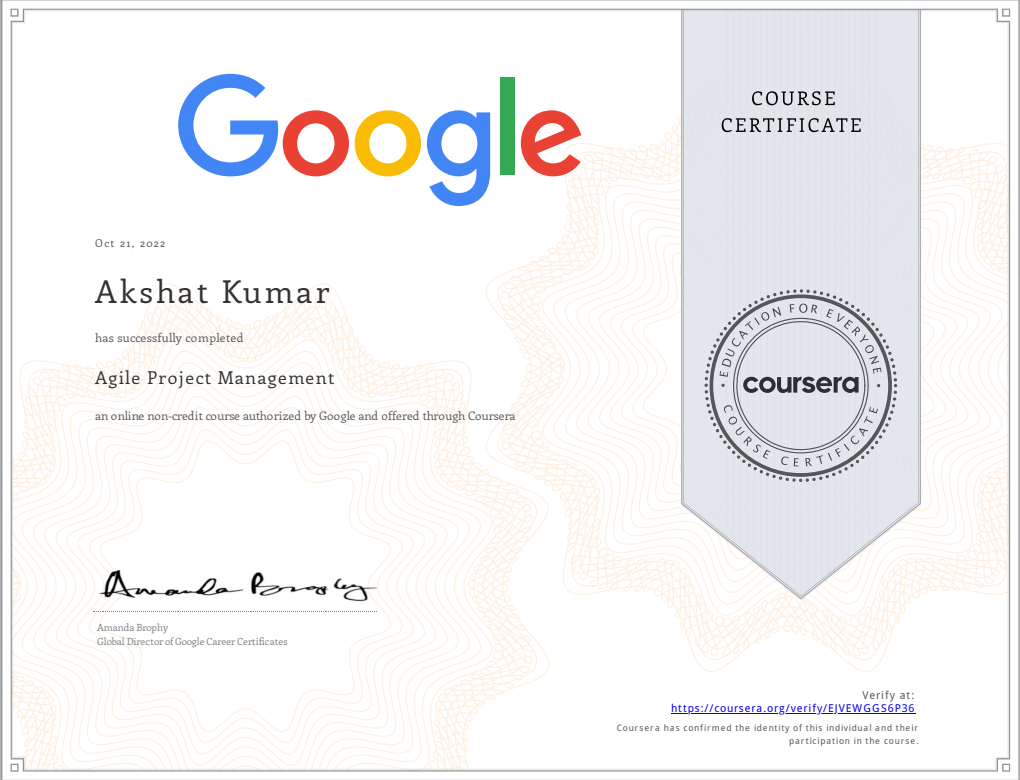 Google
COURSE
CERTIFICATE
Oct 21, 2022
Akshat Kumar
has successfully completed
Agile Project Management
an online non-credit course authorized by Google and offered through Coursera
EDUCATION FOR EVERYONE
coursera
COURSE CERTIFICATE
Amanda Brophy
Amanda Brophy
Global Director of Google Career Certificates
Verify at:
https://coursera.org/verify/EJVEWGGS6P36
Coursera has confirmed the identity of this individual and their
participation in the course.